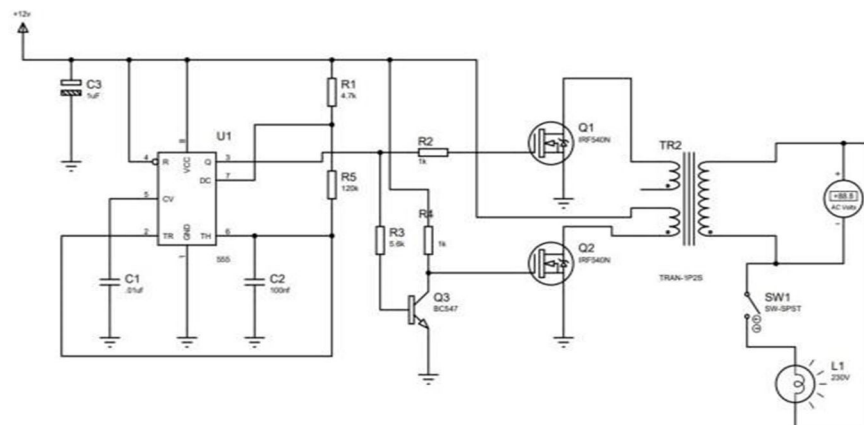 +12v
C3
1uF
R1
4.7k
U1
R2
1k
Q1
IRF540N
TR2
4
R
8
VCC
Q
3
DC
7
R5
120k
+88.8
AC Volts
5
CV
2
TR
GND
1
TH
6
555
R3
5.6k
R4
1k
Q2
IRF540N
TRAN-1P2S
C1
.01uf
C2
100nf
Q3
BC547
SW1
SW-SPST
L1
230V